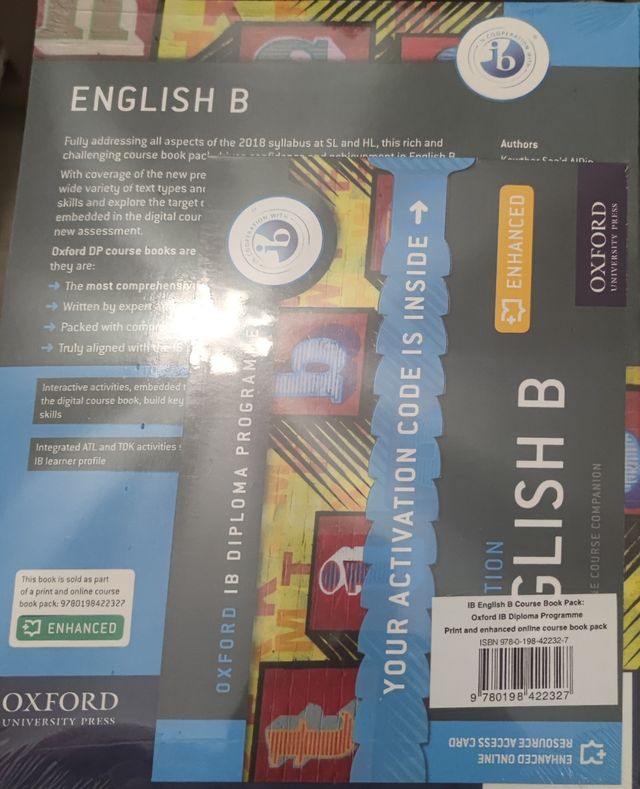 IN COOPERATION WITH
ib
ENGLISH B
Fully addressing all aspects of the 2018 syllabus at SL and HL, this rich and
challenging course book
Authors
With coverage of the new
wide variety of text types
skills and explore the target
embedded in the digital
new assessment.
Oxford DP course books are
they are:
→ The most comprehensive
→ Written by
→ Packed with
→ Truly aligned with the
Interactive activities, embedded
the digital course book, build key
skills
Integrated ATL and TOK activities
IB learner profile
This book is sold as part
of a print and online course
book pack: 9780198422327
ENHANCED
OXFORD
UNIVERSITY PRESS
IN COOPERATION WITH
ib
OXFORD IB DIPLOMA PROGRAMME
YOUR ACTIVATION CODE IS INSIDE →
ENHANCED
OXFORD
UNIVERSITY PRESS
GLISH B
COURSE COMPANION
IB English B Course Book Pack:
Oxford IB Diploma Programme
Print and enhanced online course book pack
ISBN 978-0-198-42232-7
9 780198 422327
ENHANCED ONLINE
RESOURCE ACCESS CARD